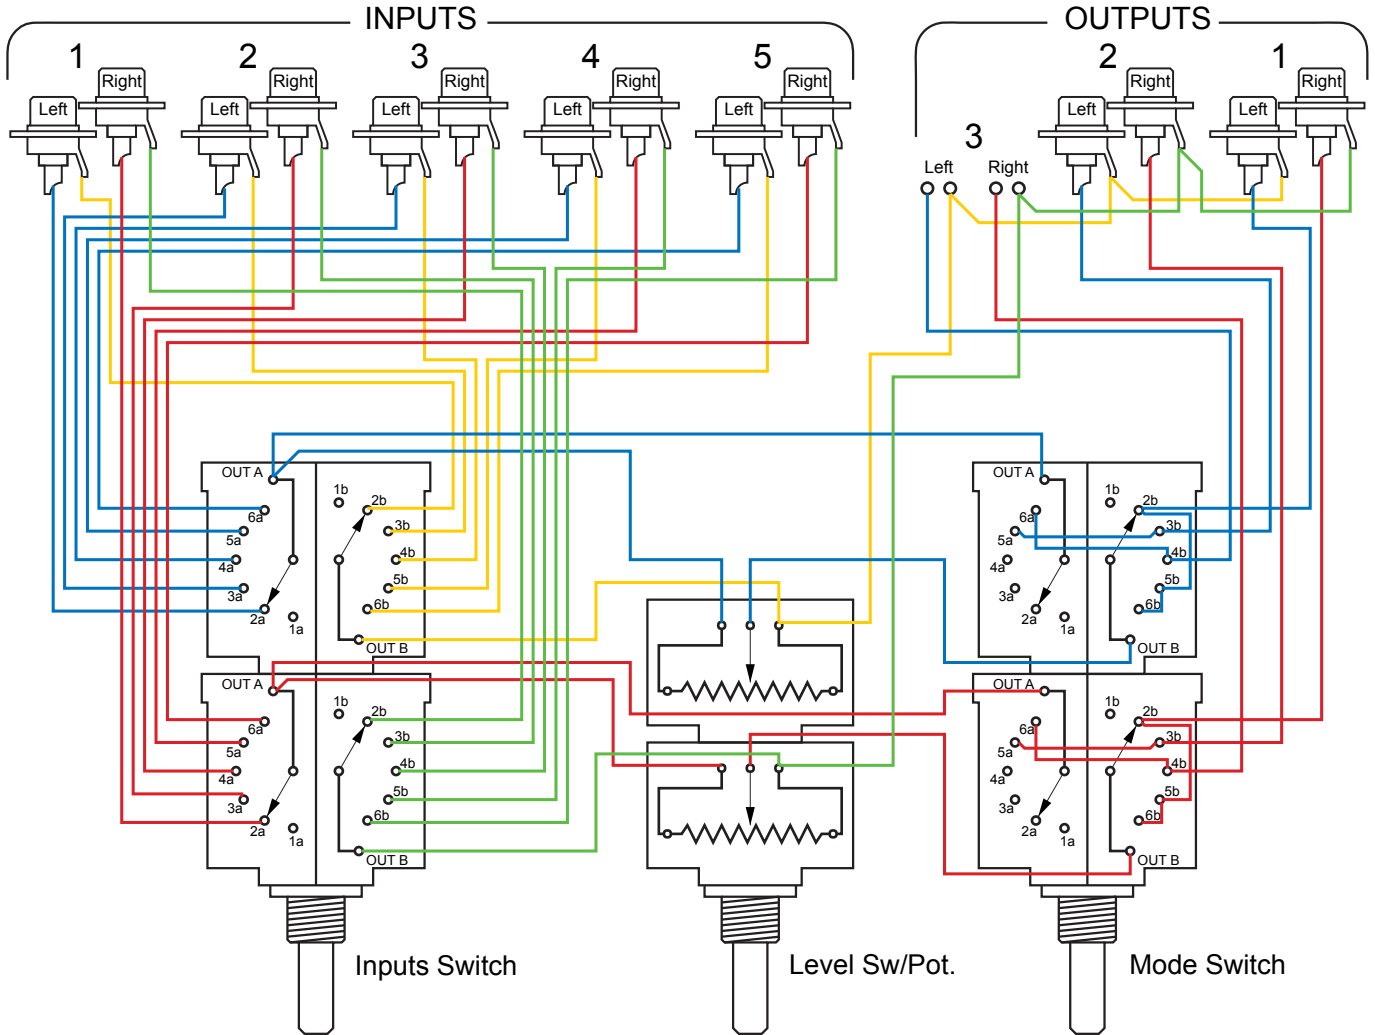 INPUTS
OUTPUTS
1
2
3
4
5
2
1
Left
Right
Left
Right
Left
Right
Left
Right
Left
Right
Left
Right
Left
Right
3
Left
Right
OUT A
1b
2b
6a
3b
5a
4b
4a
5b
3a
6b
2a
1a
OUT B
OUT A
1b
2b
6a
3b
5a
4b
4a
5b
3a
6b
2a
1a
OUT B
OUT A
1b
2b
6a
3b
5a
4b
4a
5b
3a
6b
2a
1a
OUT B
OUT A
1b
2b
6a
3b
5a
4b
4a
5b
3a
6b
2a
1a
OUT B
Inputs Switch
Level Sw/Pot.
Mode Switch